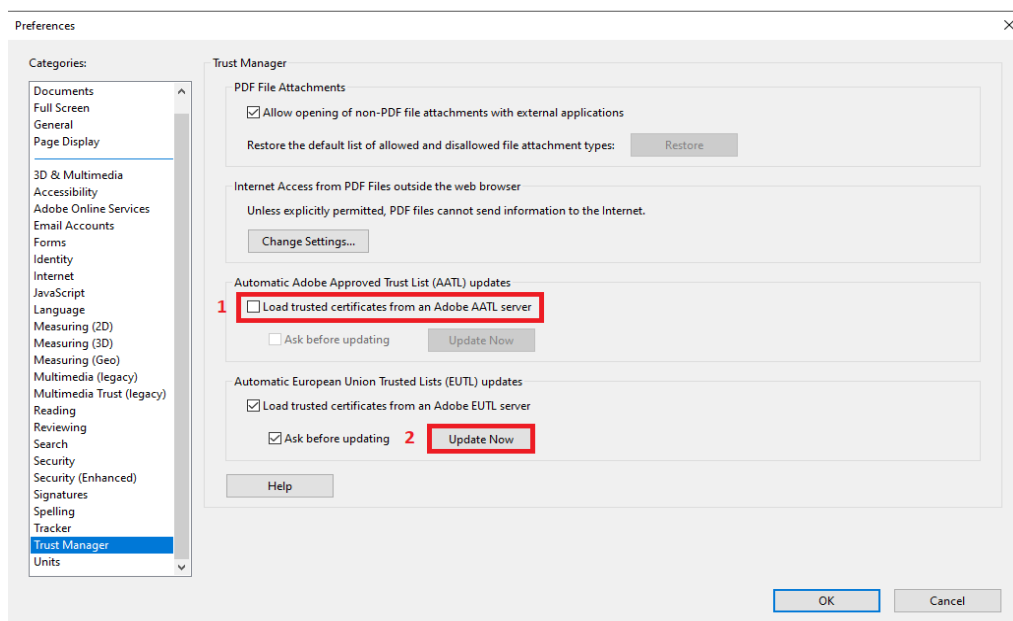 Preferences
Categories:
Documents
Full Screen
General
Page Display
3D & Multimedia
Accessibility
Adobe Online Services
Email Accounts
Forms
Identity
Internet
JavaScript
Language
Measuring (2D)
Measuring (3D)
Measuring (Geo)
Multimedia (legacy)
Multimedia Trust (legacy)
Reading
Reviewing
Search
Security
Security (Enhanced)
Signatures
Spelling
Tracker
Trust Manager
Units
Trust Manager
PDF File Attachments
Allow opening of non-PDF file attachments with external applications
Restore the default list of allowed and disallowed file attachment types: Restore
Internet Access from PDF Files outside the web browser
Unless explicitly permitted, PDF files cannot send information to the Internet.
Change Settings...
Automatic Adobe Approved Trust List (AATL) updates
1 Load trusted certificates from an Adobe AATL server
Ask before updating Update Now
Automatic European Union Trusted Lists (EUTL) updates
Load trusted certificates from an Adobe EUTL server
Ask before updating 2 Update Now
Help
OK Cancel